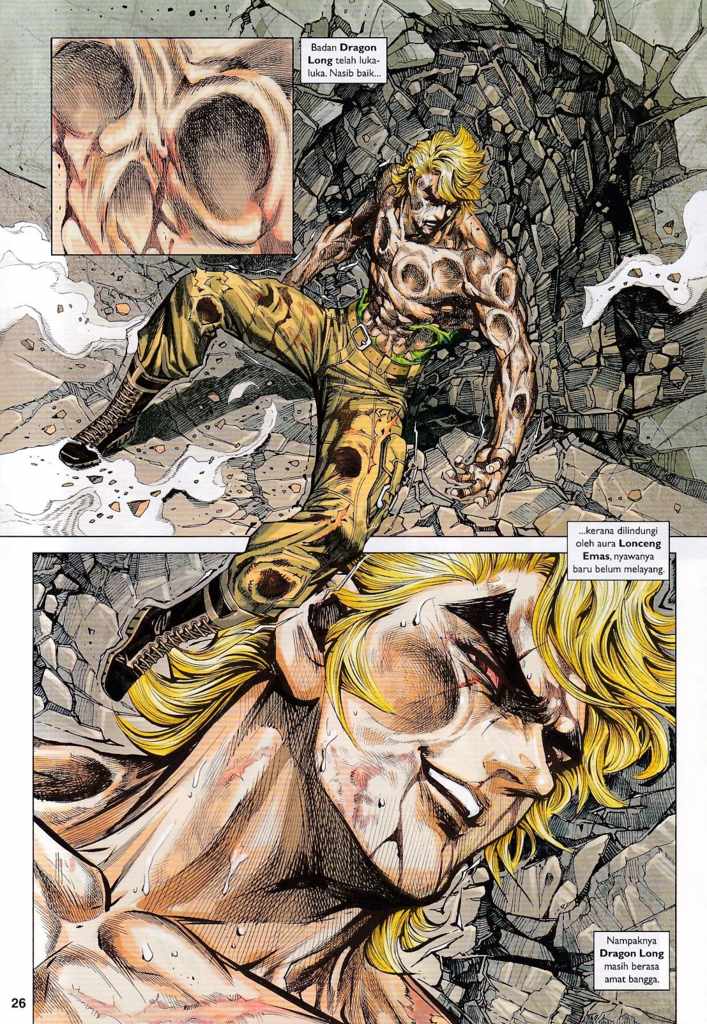 Badan Dragon
Long telah luka-
luka. Nasib baik...
...kerana dilindungi
oleh aura Lonceng
Emas, nyawanya
baru belum melayang.
Nampaknya
Dragon Long
masih berasa
amat bangga.
26